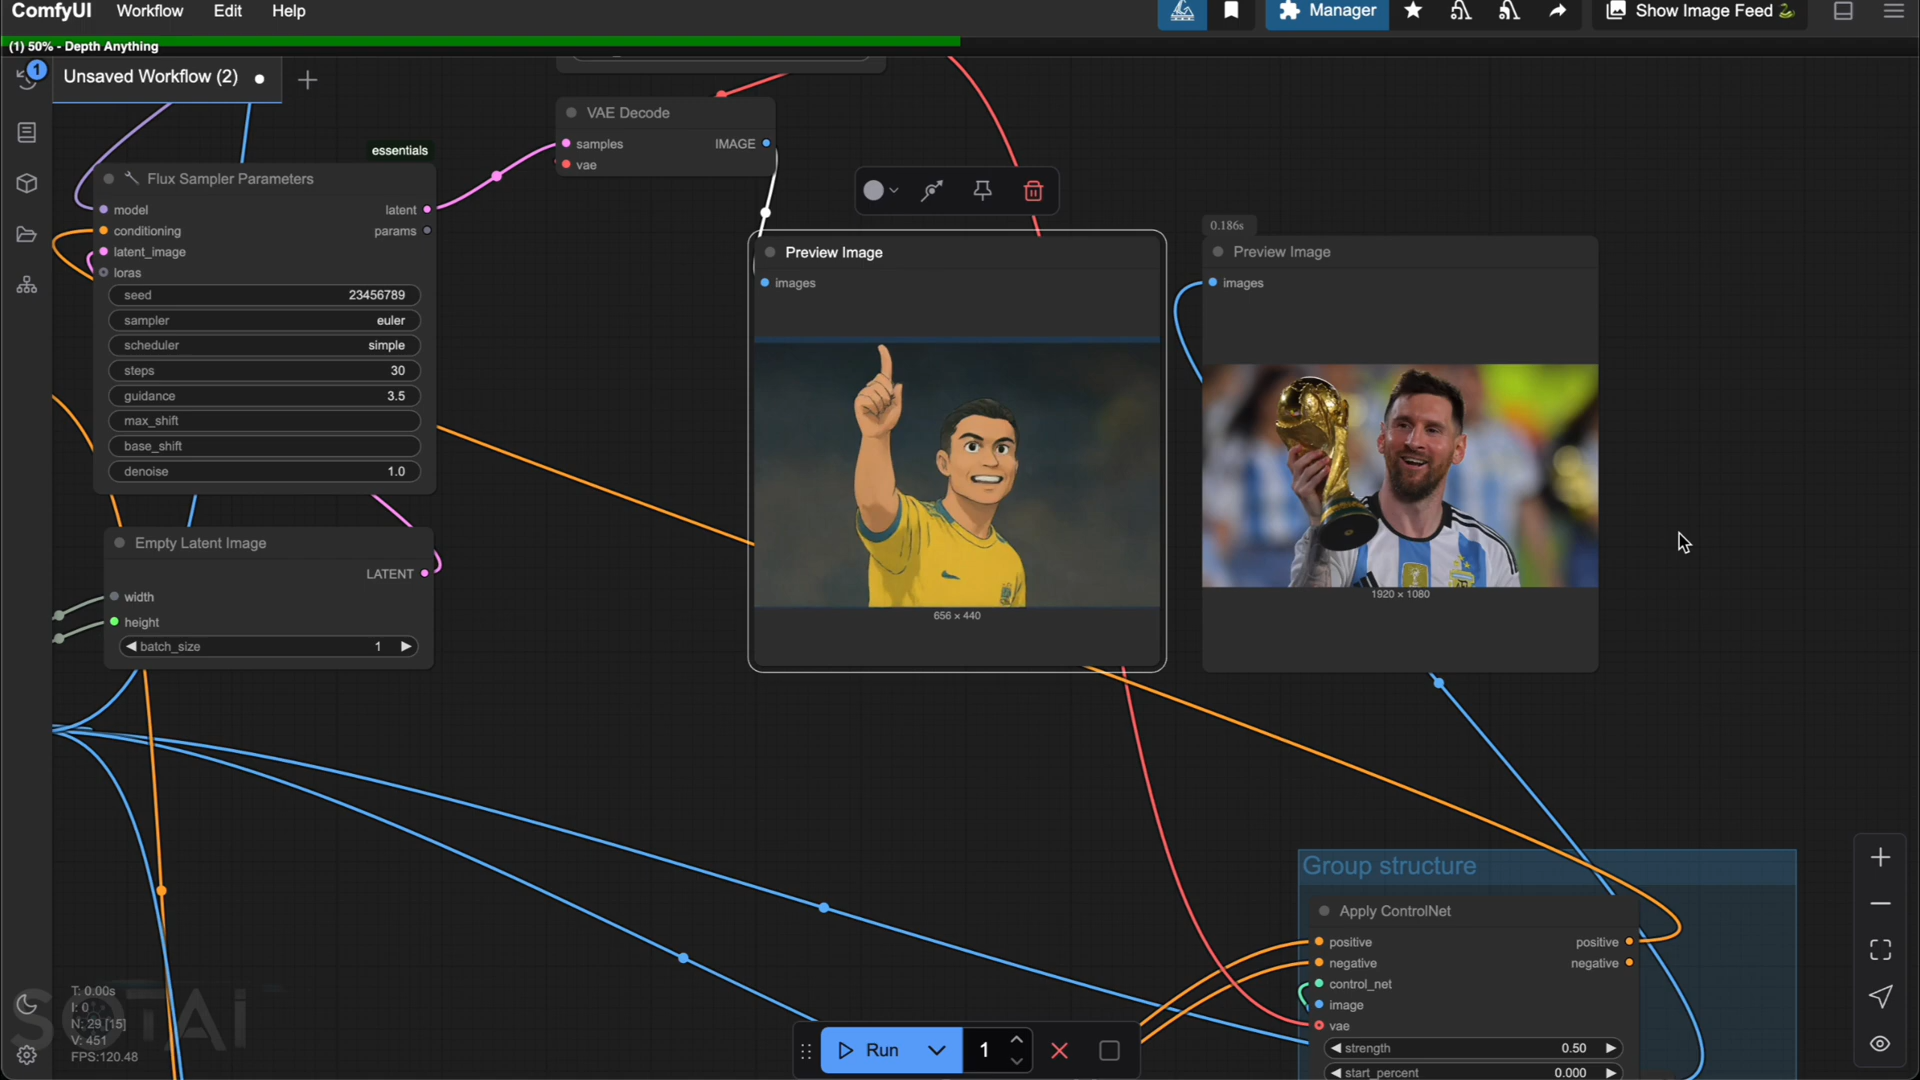 ComfyUI Workflow Edit Help Manager Show Image Feed
(1) 50% - Depth Anything
1
Unsaved Workflow (2)
VAE Decode
samples IMAGE
vae
essentials
Flux Sampler Parameters
model latent
conditioning params
latent_image
loras
seed 23456789
sampler euler
scheduler simple
steps 30
guidance 3.5
max_shift
base_shift
denoise 1.0
Empty Latent Image
LATENT
width
height
batch_size 1
Preview Image
images
656 × 440
0.186s
Preview Image
images
1920 × 1080
Group structure
Apply ControlNet
positive positive
negative negative
control_net
image
vae
strength 0.50
start_percent 0.000
SOTAi
T: 0.00s
I: 0
N: 29 [15]
V: 451
FPS:120.48
Run 1